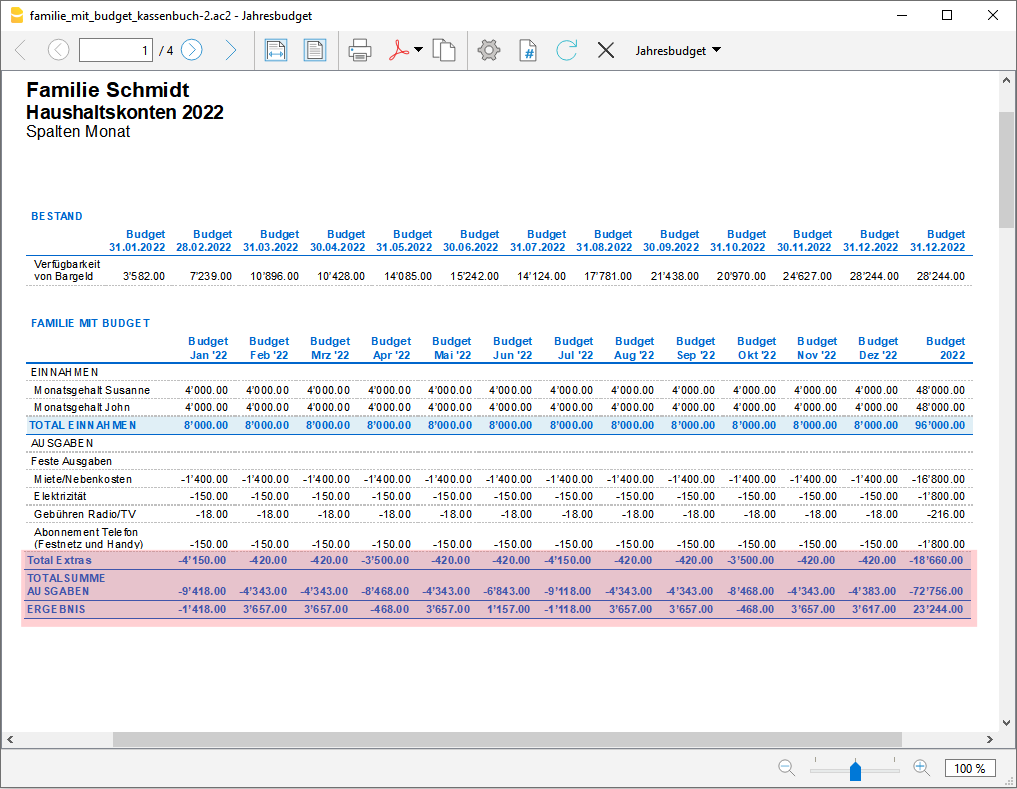 familie_mit_budget_kassenbuch-2.ac2 - Jahresbudget
1 / 4 Jahresbudget
Familie Schmidt
Haushaltskonten 2022
Spalten Monat
BESTAND
Budget Budget Budget Budget Budget Budget Budget Budget Budget Budget Budget Budget Budget
31.01.2022 28.02.2022 31.03.2022 30.04.2022 31.05.2022 30.06.2022 31.07.2022 31.08.2022 30.09.2022 31.10.2022 30.11.2022 31.12.2022 31.12.2022
Verfügbarkeit
von Bargeld 3'582.00 7'239.00 10'896.00 10'428.00 14'085.00 15'242.00 14'124.00 17'781.00 21'438.00 20'970.00 24'627.00 28'244.00 28'244.00
FAMILIE MIT BUDGET
Budget Budget Budget Budget Budget Budget Budget Budget Budget Budget Budget Budget Budget
Jan '22 Feb '22 Mrz '22 Apr '22 Mai '22 Jun '22 Jul '22 Aug '22 Sep '22 Okt '22 Nov '22 Dez '22 2022
EINNAHMEN
Monatsgehalt Susanne 4'000.00 4'000.00 4'000.00 4'000.00 4'000.00 4'000.00 4'000.00 4'000.00 4'000.00 4'000.00 4'000.00 4'000.00 48'000.00
Monatsgehalt John 4'000.00 4'000.00 4'000.00 4'000.00 4'000.00 4'000.00 4'000.00 4'000.00 4'000.00 4'000.00 4'000.00 4'000.00 48'000.00
TOTAL EINNAHMEN 8'000.00 8'000.00 8'000.00 8'000.00 8'000.00 8'000.00 8'000.00 8'000.00 8'000.00 8'000.00 8'000.00 8'000.00 96'000.00
AUSGABEN
Feste Ausgaben
Miete/Nebenkosten -1'400.00 -1'400.00 -1'400.00 -1'400.00 -1'400.00 -1'400.00 -1'400.00 -1'400.00 -1'400.00 -1'400.00 -1'400.00 -1'400.00 -16'800.00
Elektrizität -150.00 -150.00 -150.00 -150.00 -150.00 -150.00 -150.00 -150.00 -150.00 -150.00 -150.00 -150.00 -1'800.00
Gebühren Radio/TV -18.00 -18.00 -18.00 -18.00 -18.00 -18.00 -18.00 -18.00 -18.00 -18.00 -18.00 -18.00 -216.00
Abonnement Telefon
(Festnetz und Handy) -150.00 -150.00 -150.00 -150.00 -150.00 -150.00 -150.00 -150.00 -150.00 -150.00 -150.00 -150.00 -1'800.00
Total Extras -4'150.00 -420.00 -420.00 -3'500.00 -420.00 -420.00 -4'150.00 -420.00 -420.00 -3'500.00 -420.00 -420.00 -18'660.00
TOTALSUMME
AUSGABEN -9'418.00 -4'343.00 -4'343.00 -8'468.00 -4'343.00 -6'843.00 -9'118.00 -4'343.00 -4'343.00 -8'468.00 -4'343.00 -4'383.00 -72'756.00
ERGEBNIS -1'418.00 3'657.00 3'657.00 -468.00 3'657.00 1'157.00 -1'118.00 3'657.00 3'657.00 -468.00 3'657.00 3'617.00 23'244.00
100 %